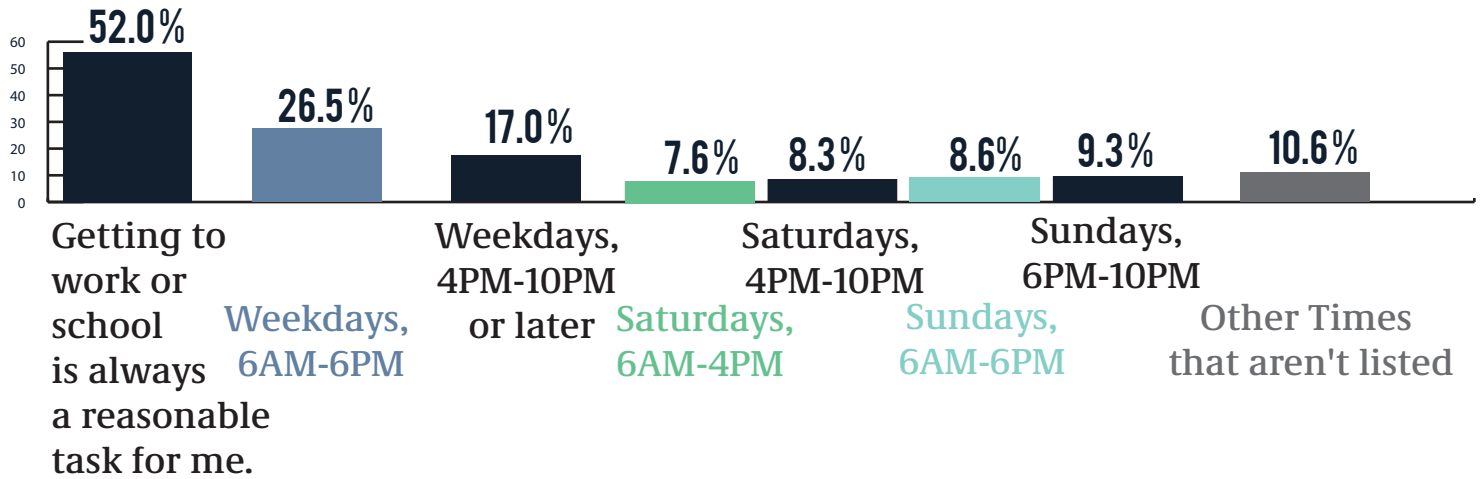 52.0%
26.5%
17.0%
7.6%
8.3%
8.6%
9.3%
10.6%
60
50
40
30
20
10
0
Getting to
work or
school
is always
a reasonable
task for me.
Weekdays,
6AM-6PM
Weekdays,
4PM-10PM
or later
Saturdays,
6AM-4PM
Saturdays,
4PM-10PM
Sundays,
6AM-6PM
Sundays,
6PM-10PM
Other Times
that aren't listed